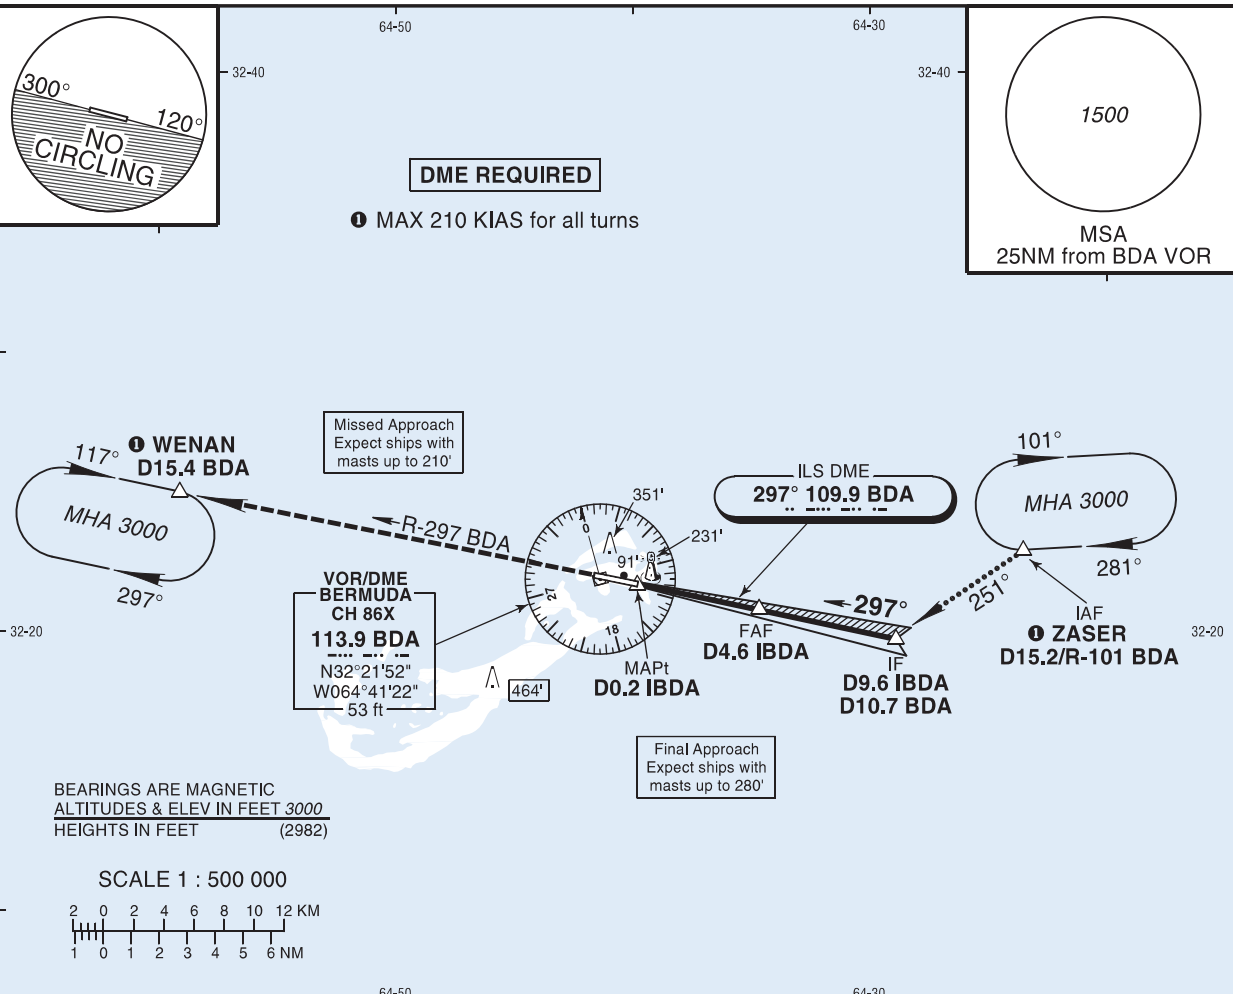 64-50
64-30
32-40
32-40
300°
120°
NO
CIRCLING
1500
MSA
25NM from BDA VOR
DME REQUIRED
❶ MAX 210 KIAS for all turns
Missed Approach
Expect ships with
masts up to 210'
❶ WENAN
D15.4 BDA
117°
MHA 3000
297°
R-297 BDA
ILS DME
297° 109.9 BDA
101°
MHA 3000
281°
351'
231'
91'
0
27
18
VOR/DME
BERMUDA
CH 86X
113.9 BDA
N32°21'52"
W064°41'22"
53 ft
297°
251°
IAF
❶ ZASER
D15.2/R-101 BDA
32-20
32-20
FAF
D4.6 IBDA
MAPt
D0.2 IBDA
IF
D9.6 IBDA
D10.7 BDA
464'
Final Approach
Expect ships with
masts up to 280'
BEARINGS ARE MAGNETIC
ALTITUDES & ELEV IN FEET 3000
HEIGHTS IN FEET (2982)
SCALE 1 : 500 000
2 0 2 4 6 8 10 12 KM
1 0 1 2 3 4 5 6 NM
64-50
64-30